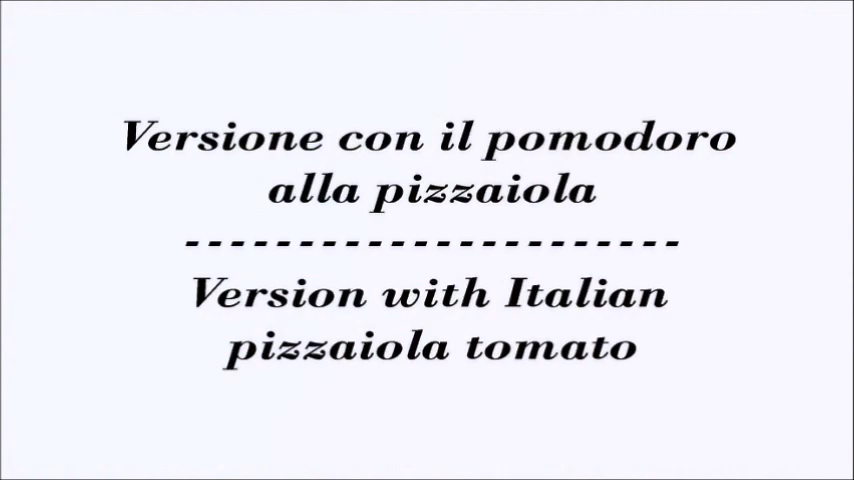 Versione con il pomodoro
alla pizzaiola
-----------------------
Version with Italian
pizzaiola tomato